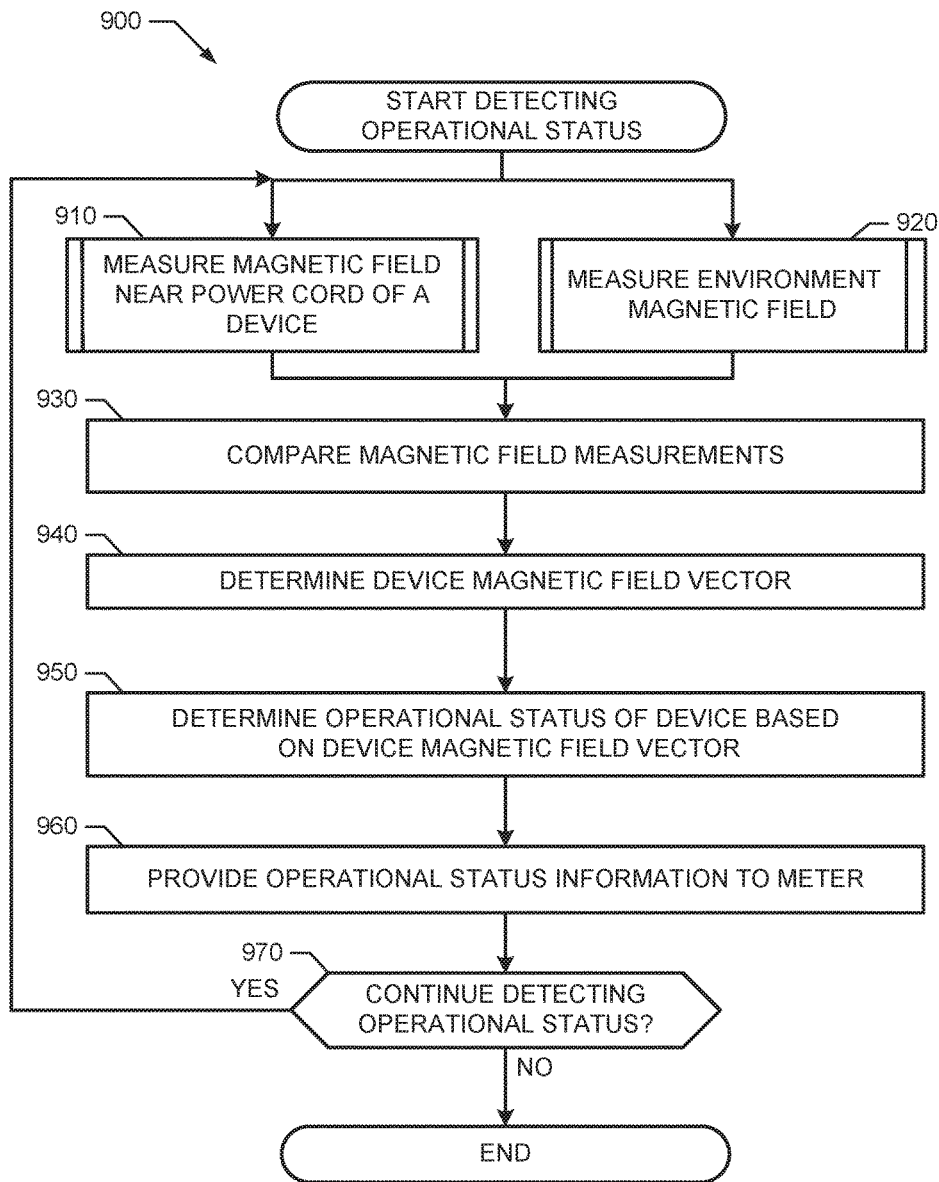 900
START DETECTING
OPERATIONAL STATUS
910
MEASURE MAGNETIC FIELD
NEAR POWER CORD OF A
DEVICE
920
MEASURE ENVIRONMENT
MAGNETIC FIELD
930
COMPARE MAGNETIC FIELD MEASUREMENTS
940
DETERMINE DEVICE MAGNETIC FIELD VECTOR
950
DETERMINE OPERATIONAL STATUS OF DEVICE BASED
ON DEVICE MAGNETIC FIELD VECTOR
960
PROVIDE OPERATIONAL STATUS INFORMATION TO METER
970
YES
CONTINUE DETECTING
OPERATIONAL STATUS?
NO
END